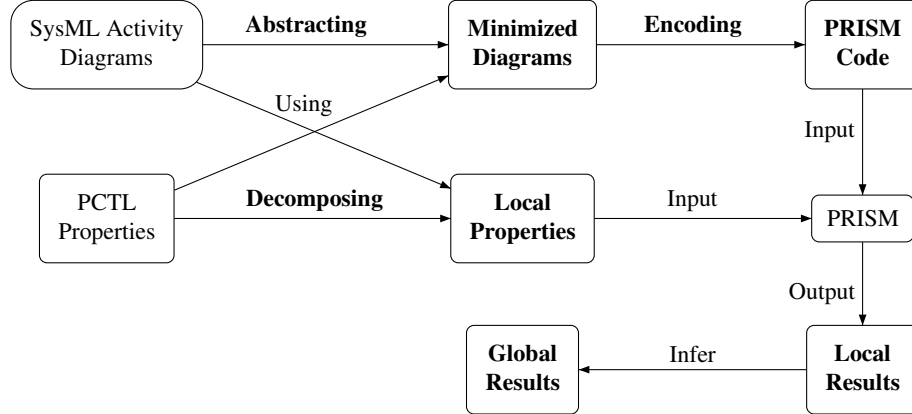 SysML Activity
Diagrams
Abstracting
Minimized
Diagrams
Encoding
PRISM
Code
Using
Input
PCTL
Properties
Decomposing
Local
Properties
Input
PRISM
Output
Global
Results
Infer
Local
Results